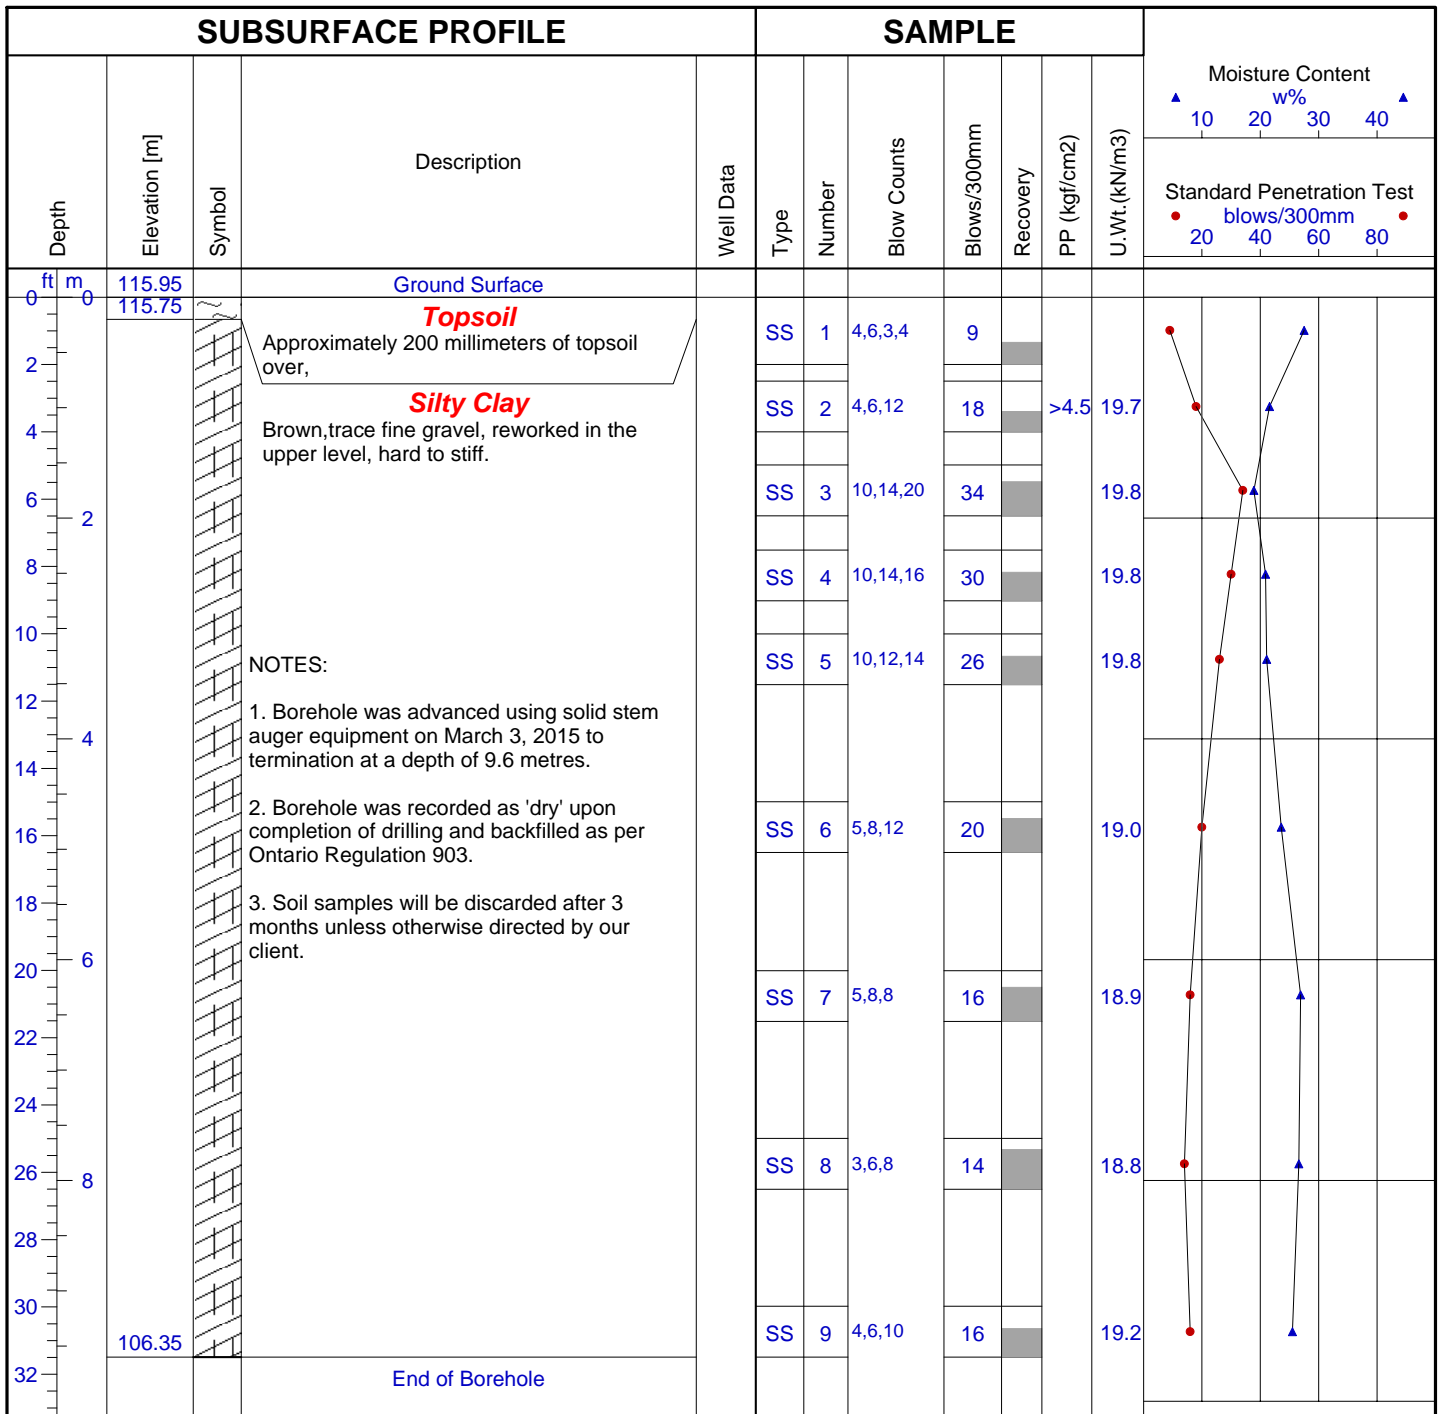 SUBSURFACE PROFILE
SAMPLE
Depth
Elevation [m]
Symbol
Description
Well Data
Type
Number
Blow Counts
Blows/300mm
Recovery
PP (kgf/cm2)
U.Wt.(kN/m3)
Moisture Content
w%
10 20 30 40
Standard Penetration Test
blows/300mm
20 40 60 80
ft m
115.95
Ground Surface
0 0
115.75
Topsoil
Approximately 200 millimeters of topsoil
over,
SS 1 4,6,3,4 9
2
Silty Clay
Brown,trace fine gravel, reworked in the
upper level, hard to stiff.
SS 2 4,6,12 18 >4.5 19.7
4
6
SS 3 10,14,20 34 19.8
2
8
SS 4 10,14,16 30 19.8
10
SS 5 10,12,14 26 19.8
NOTES:
12
1. Borehole was advanced using solid stem
auger equipment on March 3, 2015 to
termination at a depth of 9.6 metres.
4
14
2. Borehole was recorded as 'dry' upon
completion of drilling and backfilled as per
Ontario Regulation 903.
16
SS 6 5,8,12 20 19.0
3. Soil samples will be discarded after 3
months unless otherwise directed by our
client.
18
6
20
SS 7 5,8,8 16 18.9
22
24
26
SS 8 3,6,8 14 18.8
8
28
30
SS 9 4,6,10 16 19.2
106.35
32
End of Borehole